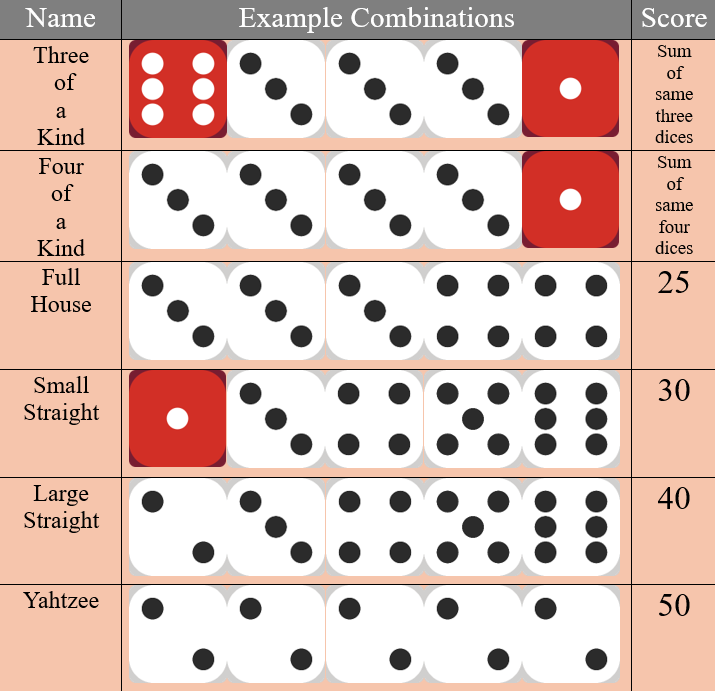 Name Example Combinations Score
Three
of
a
Kind
Sum
of
same
three
dices
Four
of
a
Kind
Sum
of
same
four
dices
Full
House
25
Small
Straight
30
Large
Straight
40
Yahtzee
50